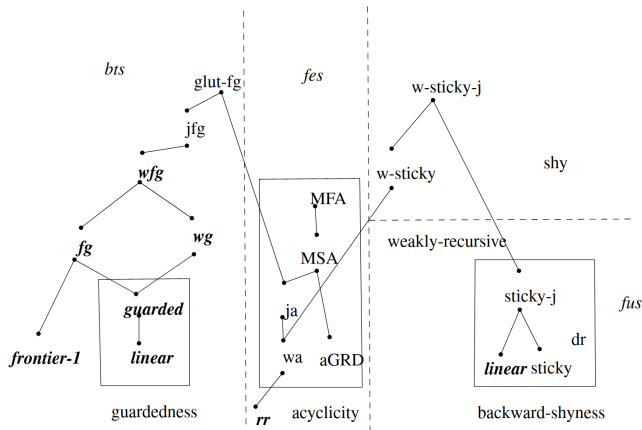 bts
fes
glut-fg
w-sticky-j
jfg
shy
wfg
w-sticky
MFA
fg
wg
weakly-recursive
MSA
guarded
ja
sticky-j
fus
frontier-1
linear
wa
aGRD
dr
linear sticky
guardedness
rr
acyclicity
backward-shyness